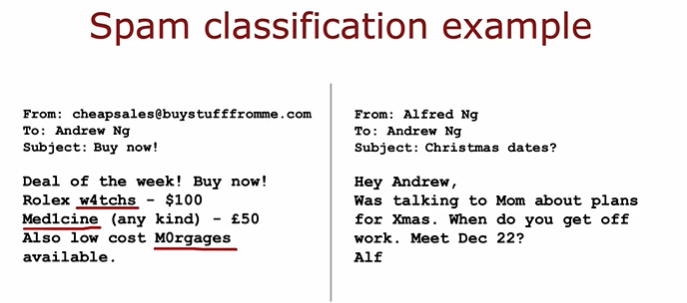 Spam classification example
From: cheapsales@buystufffromme.com
To: Andrew Ng
Subject: Buy now!
Deal of the week! Buy now!
Rolex w4tchs - $100
Med1cine (any kind) - £50
Also low cost M0rgages
available.
From: Alfred Ng
To: Andrew Ng
Subject: Christmas dates?
Hey Andrew,
Was talking to Mom about plans
for Xmas. When do you get off
work. Meet Dec 22?
Alf